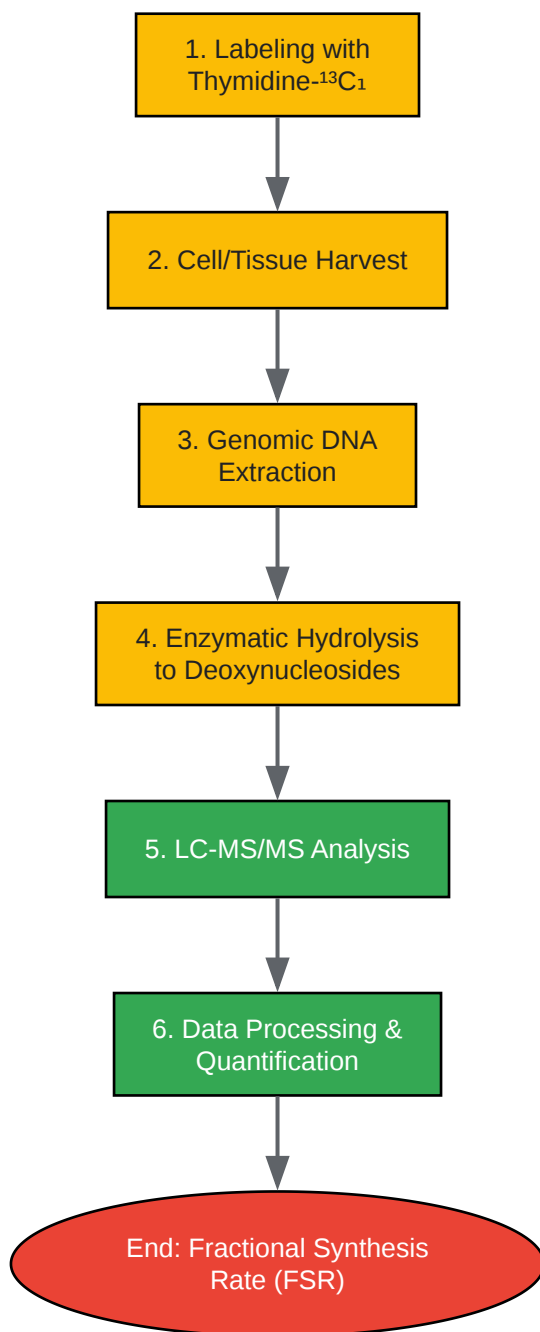 1. Labeling with
Thymidine-¹³C₁
2. Cell/Tissue Harvest
3. Genomic DNA
Extraction
4. Enzymatic Hydrolysis
to Deoxynucleosides
5. LC-MS/MS Analysis
6. Data Processing &
Quantification
End: Fractional Synthesis
Rate (FSR)